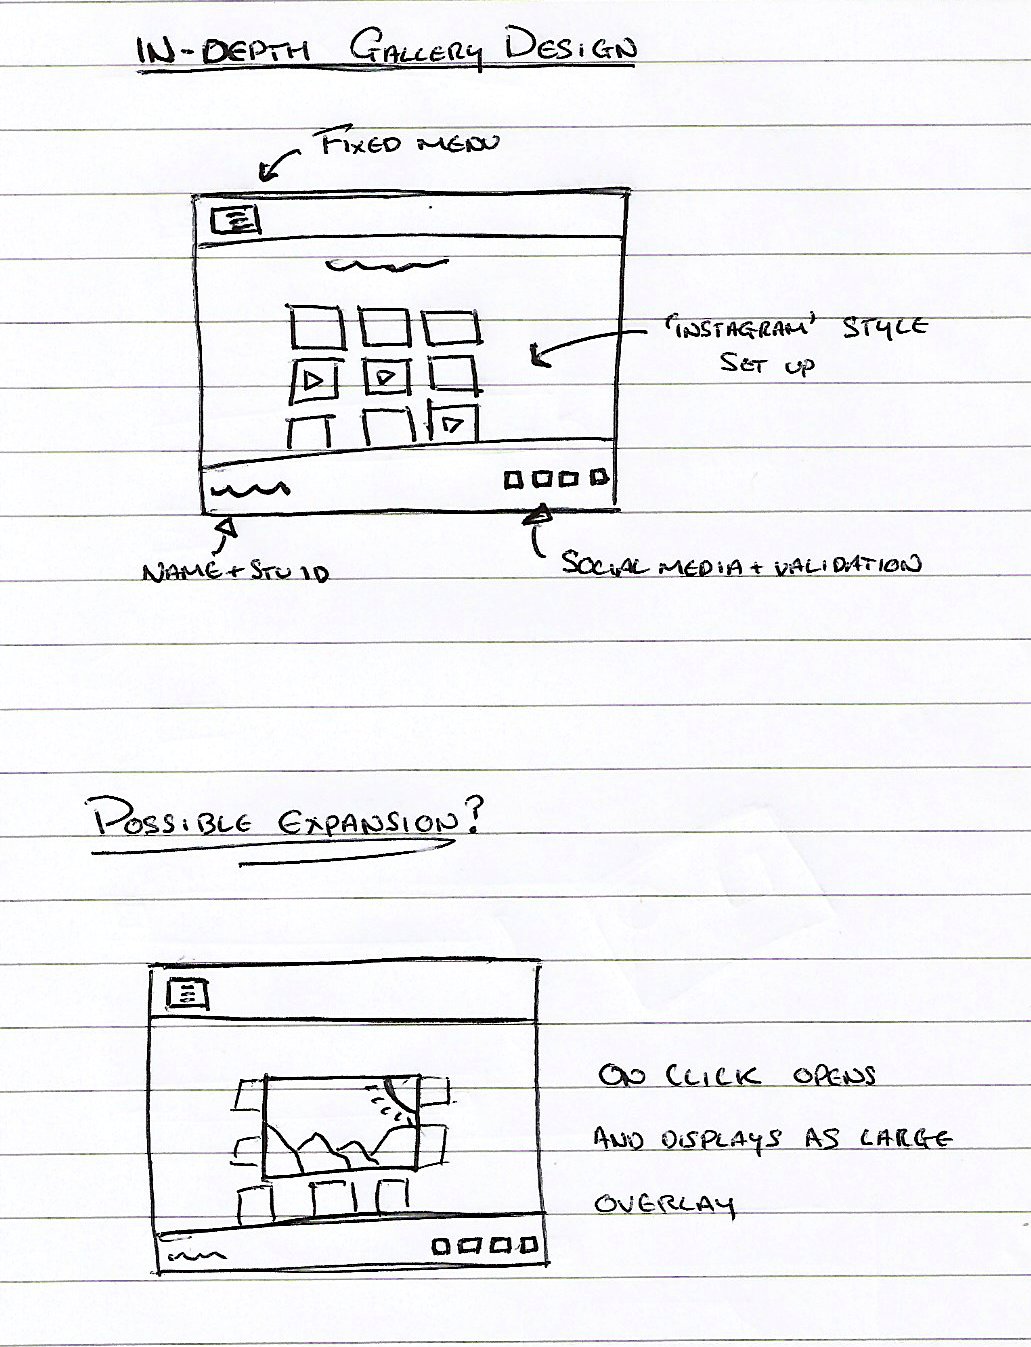 IN-DEPTH GALLERY DESIGN
FIXED MENU
'INSTAGRAM' STYLE
SET UP
NAME + STU ID
SOCIAL MEDIA + VALIDATION
POSSIBLE EXPANSION?
ON CLICK OPENS
AND DISPLAYS AS LARGE
OVERLAY